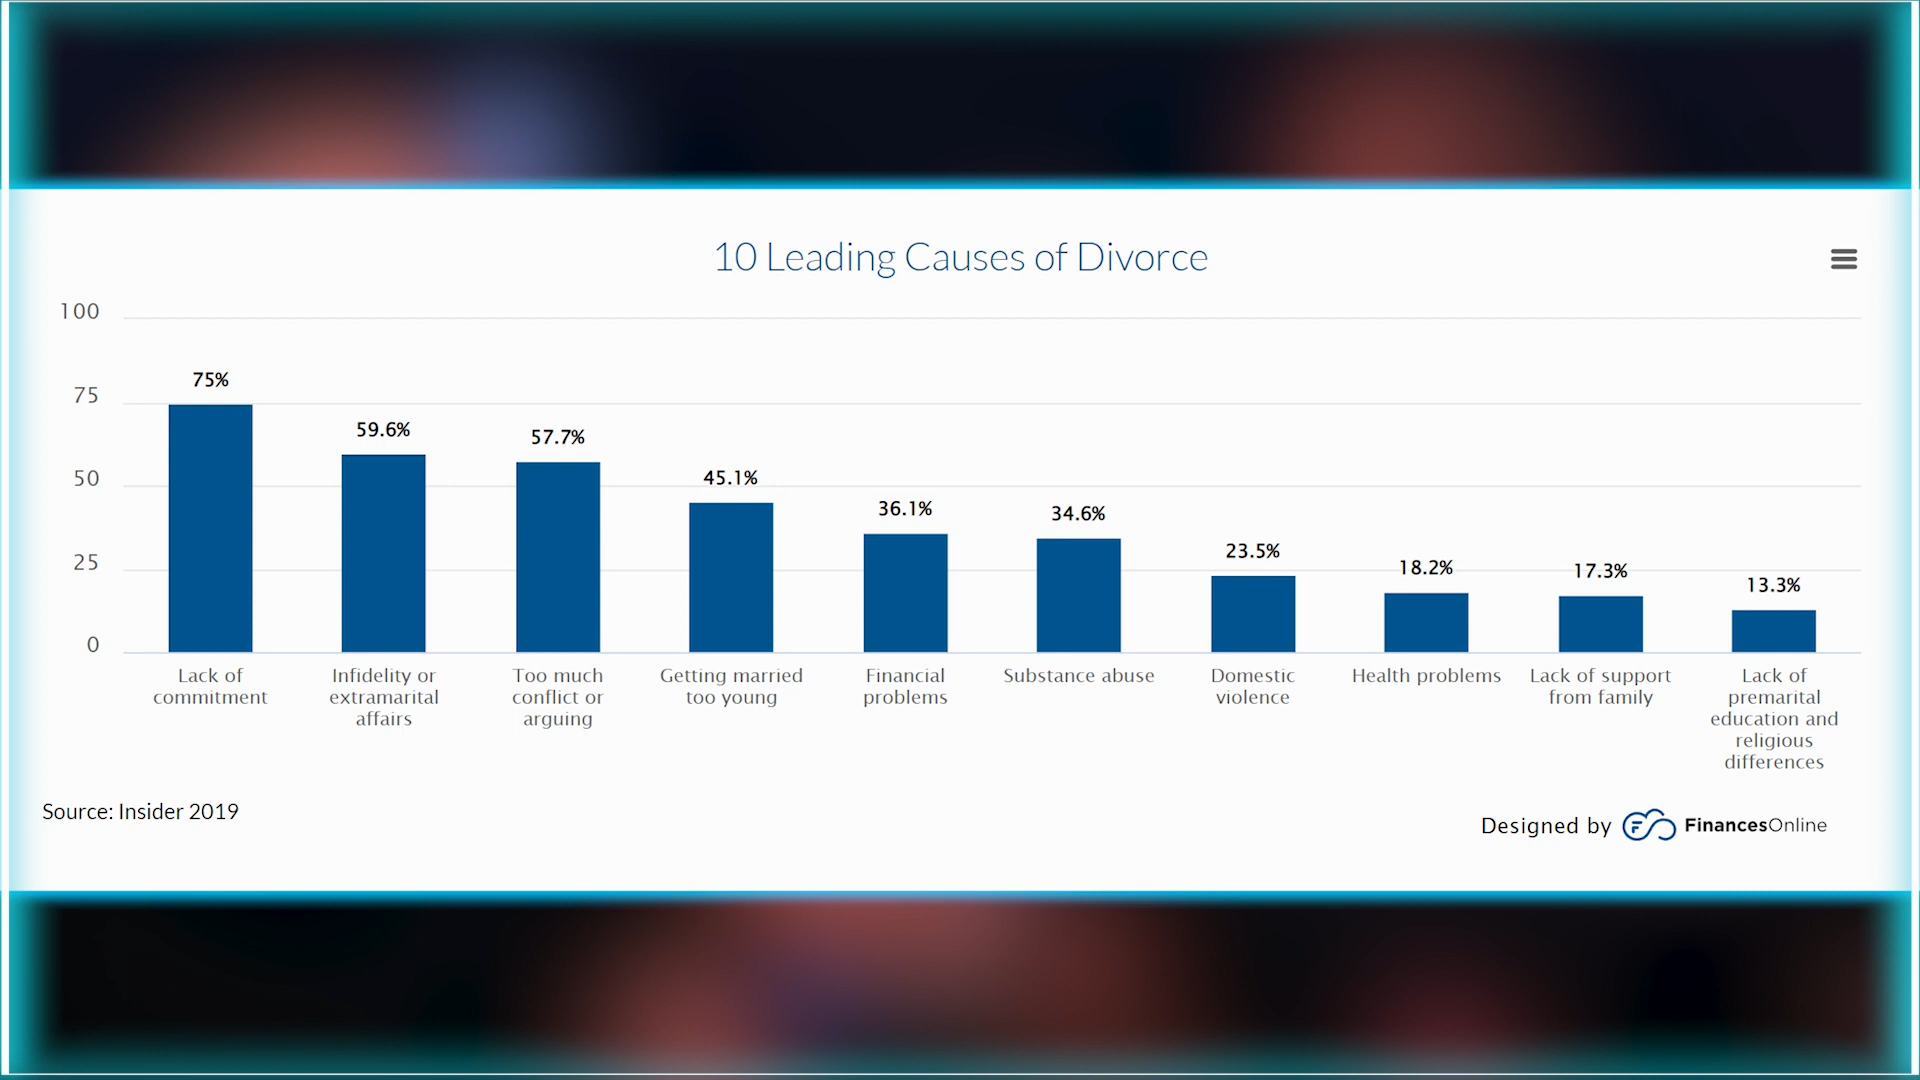 10 Leading Causes of Divorce
100
75
50
25
0
75%
59.6%
57.7%
45.1%
36.1%
34.6%
23.5%
18.2%
17.3%
13.3%
Lack of
commitment
Infidelity or
extramarital
affairs
Too much
conflict or
arguing
Getting married
too young
Financial
problems
Substance abuse
Domestic
violence
Health problems
Lack of support
from family
Lack of
premarital
education and
religious
differences
Source: Insider 2019
Designed by FinancesOnline